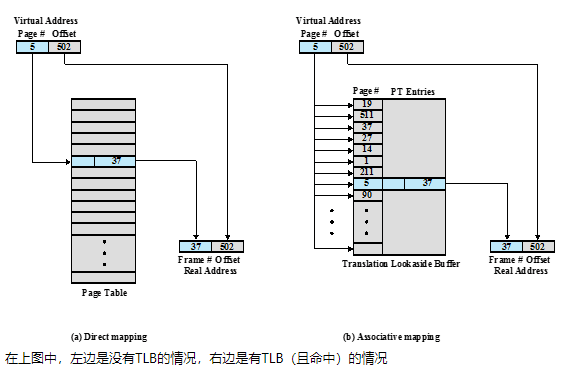 Virtual Address
Page # Offset
5 502
37
37 502
Frame # Offset
Real Address
Page Table
(a) Direct mapping
Virtual Address
Page # Offset
5 502
Page # PT Entries
19
511
37
27
14
1
211
5 37
90
37 502
Frame # Offset
Real Address
Translation Lookaside Buffer
(b) Associative mapping
在上图中，左边是没有TLB的情况，右边是有TLB（且命中）的情况